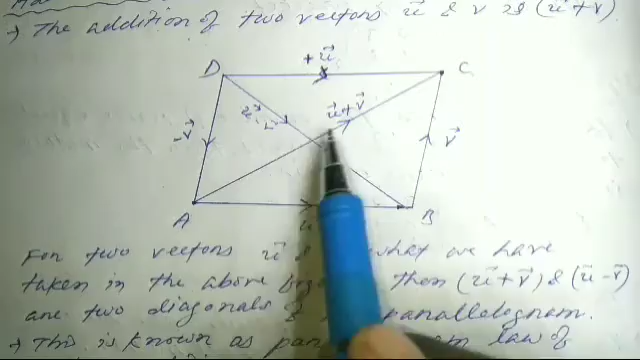 → The addition of two vectors u⃗ & v⃗ is (u⃗+v⃗)
+u⃗
D
C
u⃗+v⃗
-v⃗
v⃗
A
B
For two vectors u⃗ what we have
taken in the above then (u⃗+v⃗) & (u⃗-v⃗)
are two diagonals parallelogram.
→ This is known as law of